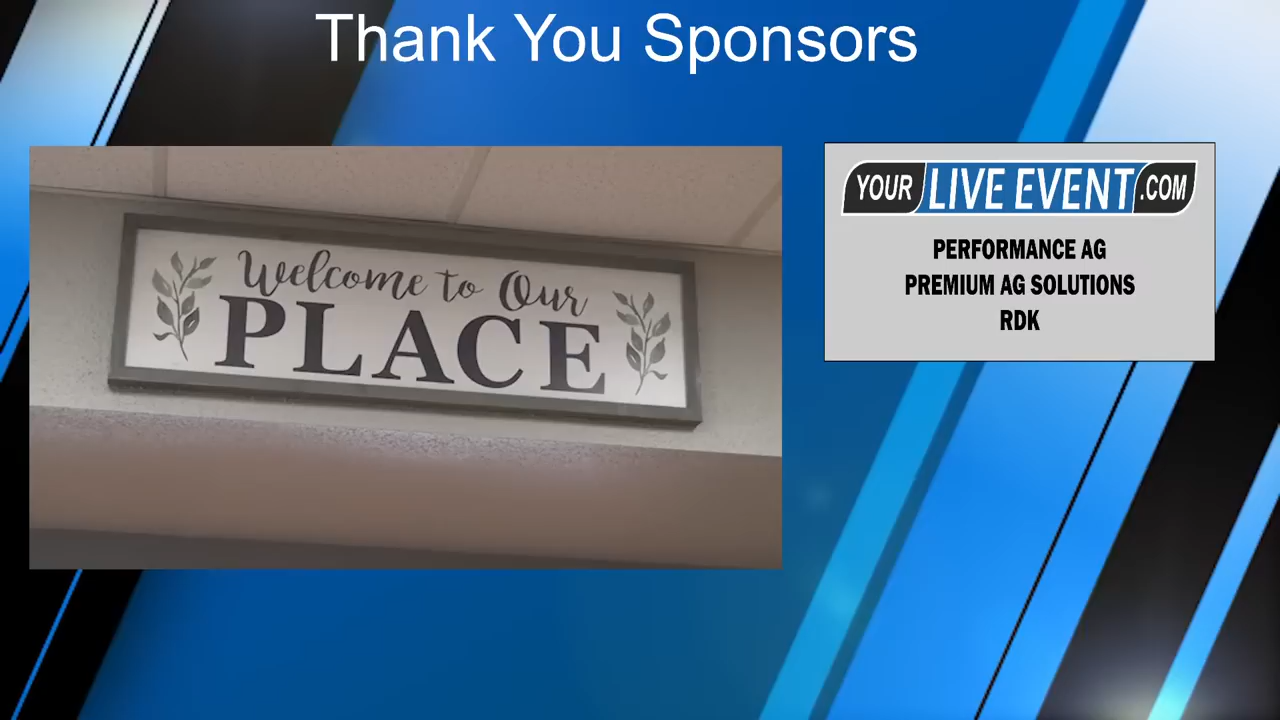 Thank You Sponsors
Welcome to Our
PLACE
YOUR LIVE EVENT .COM
PERFORMANCE AG
PREMIUM AG SOLUTIONS
RDK